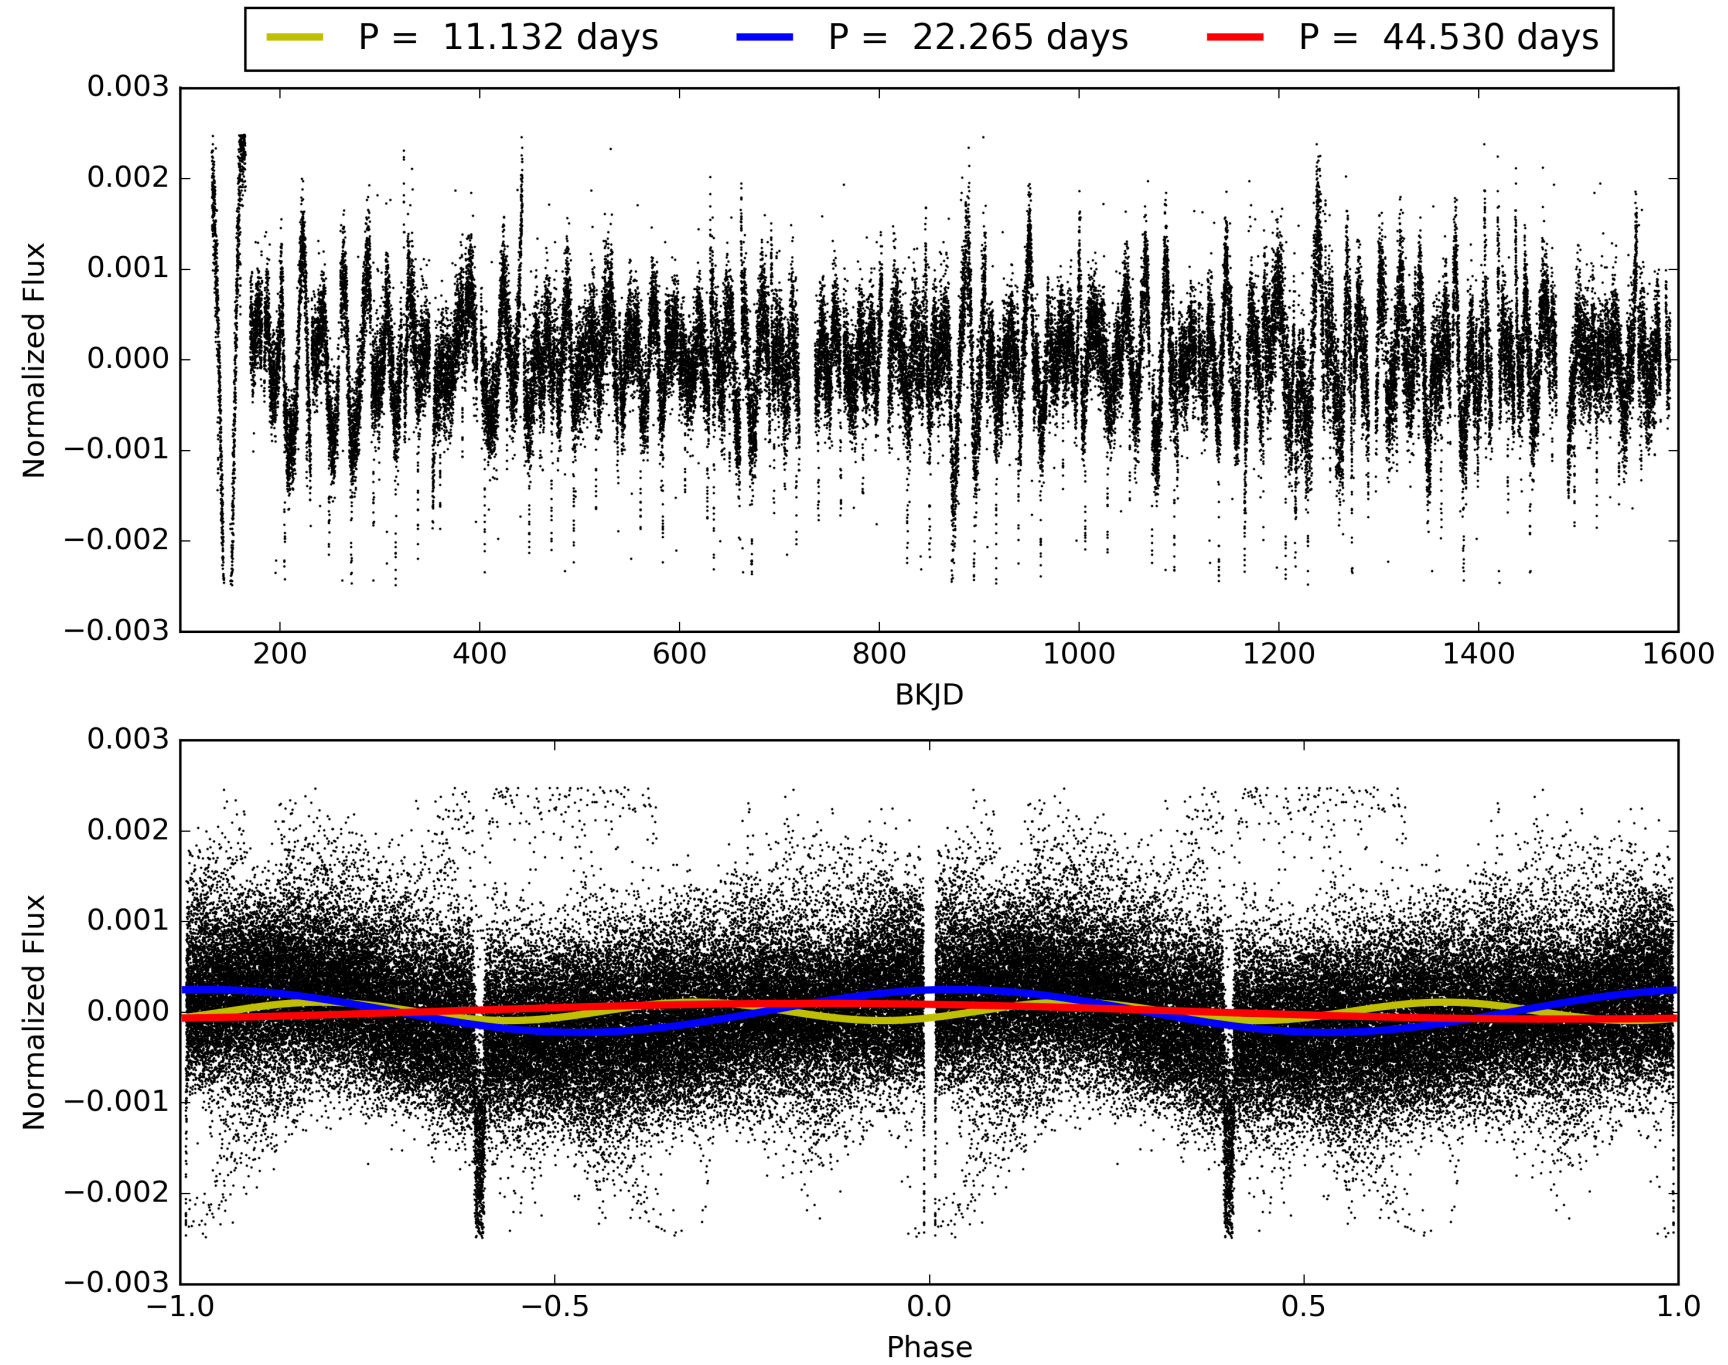 P = 11.132 days P = 22.265 days P = 44.530 days
0.003
0.002
0.001
0.000
−0.001
−0.002
−0.003
Normalized Flux
200 400 600 800 1000 1200 1400 1600
BKJD
0.003
0.002
0.001
0.000
−0.001
−0.002
−0.003
Normalized Flux
−1.0 −0.5 0.0 0.5 1.0
Phase